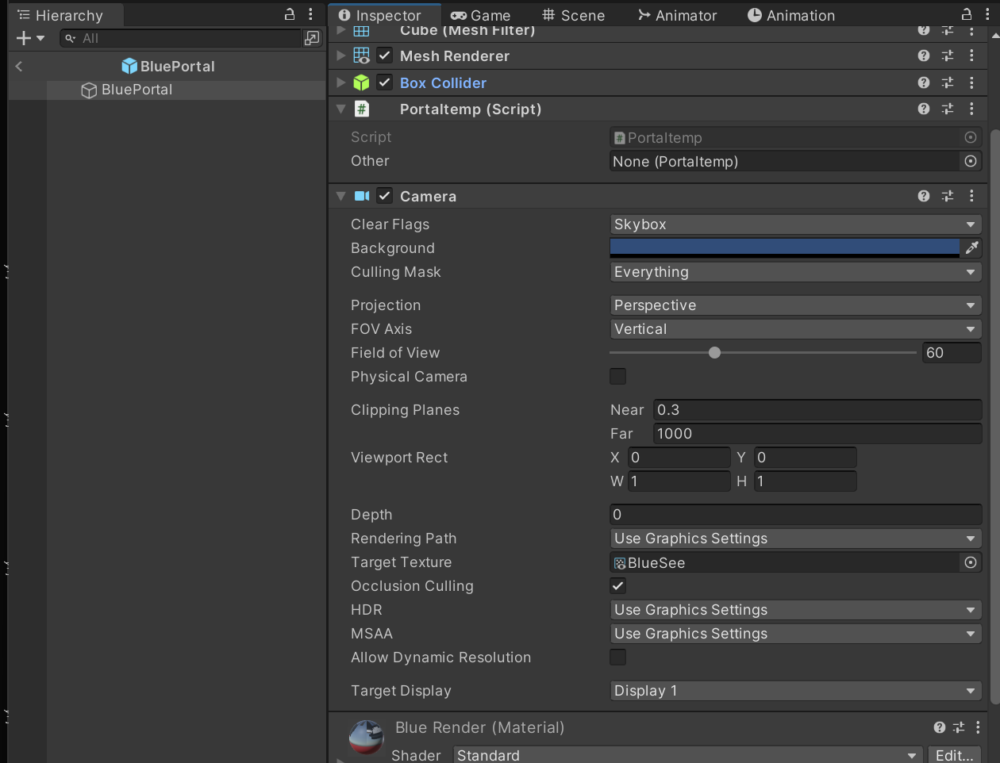 Hierarchy
Inspector
Game
Scene
Animator
Animation
All
BluePortal
BluePortal
Cube (Mesh Filter)
Mesh Renderer
Box Collider
Portaltemp (Script)
Script
Portaltemp
Other
None (Portaltemp)
Camera
Clear Flags
Skybox
Background
Culling Mask
Everything
Projection
Perspective
FOV Axis
Vertical
Field of View
60
Physical Camera
Clipping Planes
Near
0.3
Far
1000
Viewport Rect
X
0
Y
0
W
1
H
1
Depth
0
Rendering Path
Use Graphics Settings
Target Texture
BlueSee
Occlusion Culling
HDR
Use Graphics Settings
MSAA
Use Graphics Settings
Allow Dynamic Resolution
Target Display
Display 1
Blue Render (Material)
Shader
Standard
Edit...